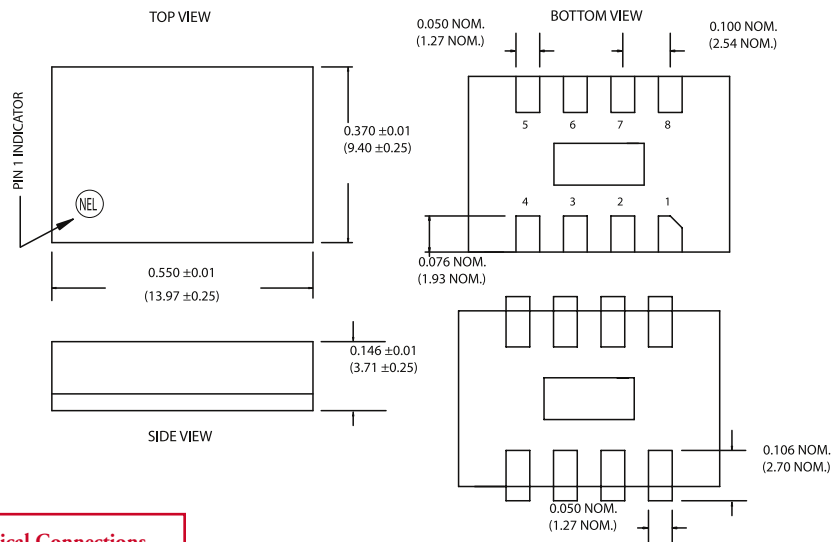 TOP VIEW
PIN 1 INDICATOR
NEL
0.370 ±0.01
(9.40 ±0.25)
0.550 ±0.01
(13.97 ±0.25)
0.146 ±0.01
(3.71 ±0.25)
SIDE VIEW
BOTTOM VIEW
0.050 NOM.
(1.27 NOM.)
0.100 NOM.
(2.54 NOM.)
5 6 7 8
4 3 2 1
0.076 NOM.
(1.93 NOM.)
0.106 NOM.
(2.70 NOM.)
0.050 NOM.
(1.27 NOM.)
Connections